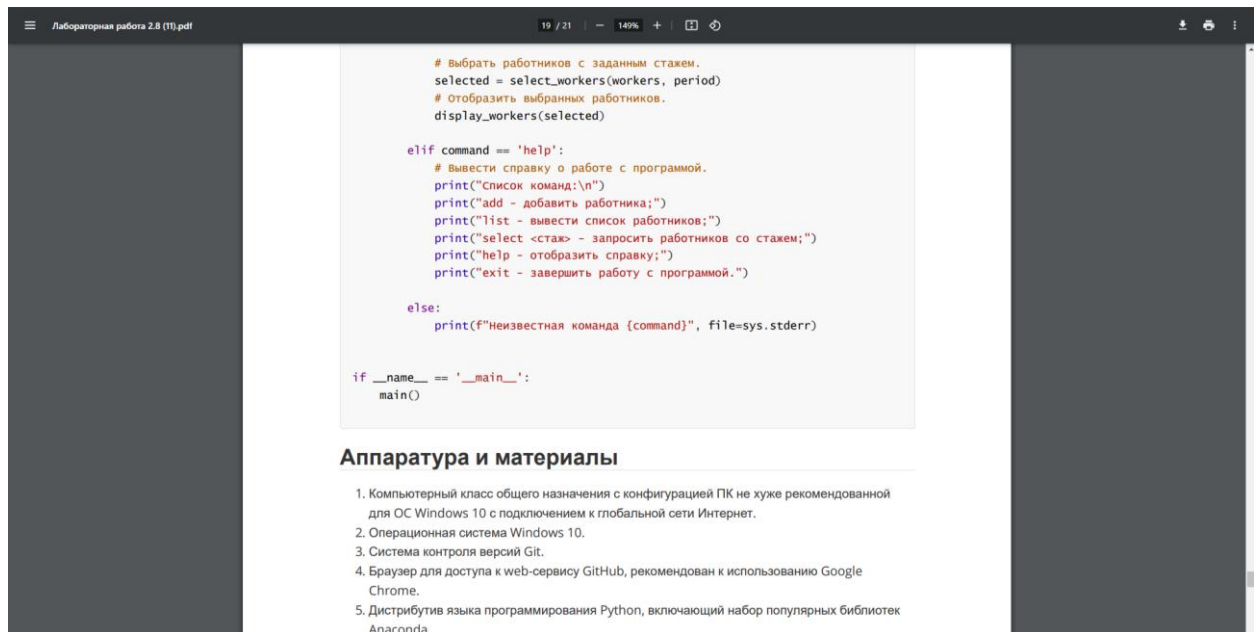 Лабораторная работа 2.8 (11).pdf
19 / 21 | − 149% +
# Выбрать работников с заданным стажем.
selected = select_workers(workers, period)
# Отобразить выбранных работников.
display_workers(selected)
elif command == 'help':
# Вывести справку о работе с программой.
print("Список команд:\n")
print("add - добавить работника;")
print("list - вывести список работников;")
print("select <стаж> - запросить работников со стажем;")
print("help - отобразить справку;")
print("exit - завершить работу с программой.")
else:
print(f"Неизвестная команда {command}", file=sys.stderr)
if __name__ == '__main__':
main()
Аппаратура и материалы
1. Компьютерный класс общего назначения с конфигурацией ПК не хуже рекомендованной
для ОС Windows 10 с подключением к глобальной сети Интернет.
2. Операционная система Windows 10.
3. Система контроля версий Git.
4. Браузер для доступа к web-сервису GitHub, рекомендован к использованию Google
Chrome.
5. Дистрибутив языка программирования Python, включающий набор популярных библиотек
Anaconda